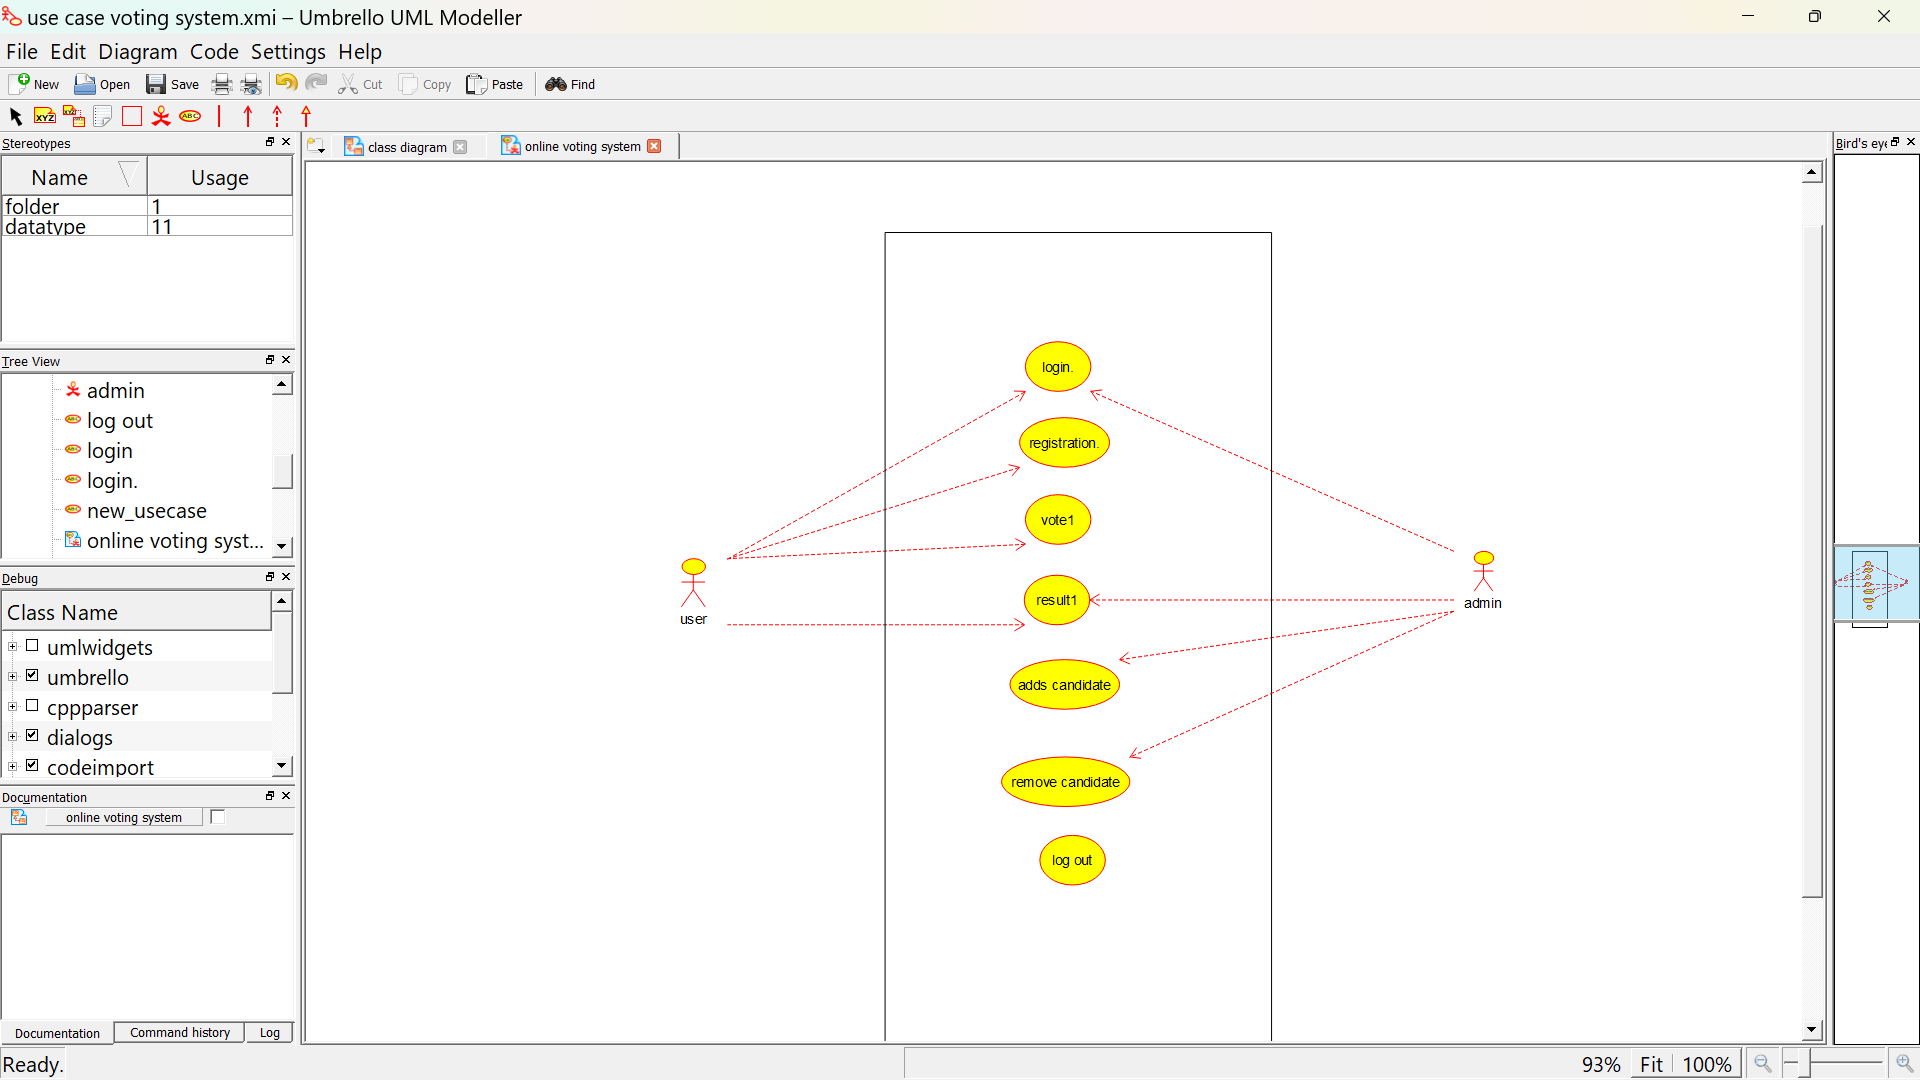 use case voting system.xmi – Umbrello UML Modeller
File Edit Diagram Code Settings Help
New Open Save Cut Copy Paste Find
XYZ XYZ ABC
Stereotypes
Name Usage
folder 1
datatype 11
Tree View
admin
log out
login
login.
new_usecase
online voting syst...
Debug
Class Name
umlwidgets
umbrello
cppparser
dialogs
codeimport
Documentation
online voting system
Documentation Command history Log
class diagram online voting system
login.
registration.
vote1
result1
adds candidate
remove candidate
log out
user
admin
Bird's eye
Ready.
93% Fit 100%